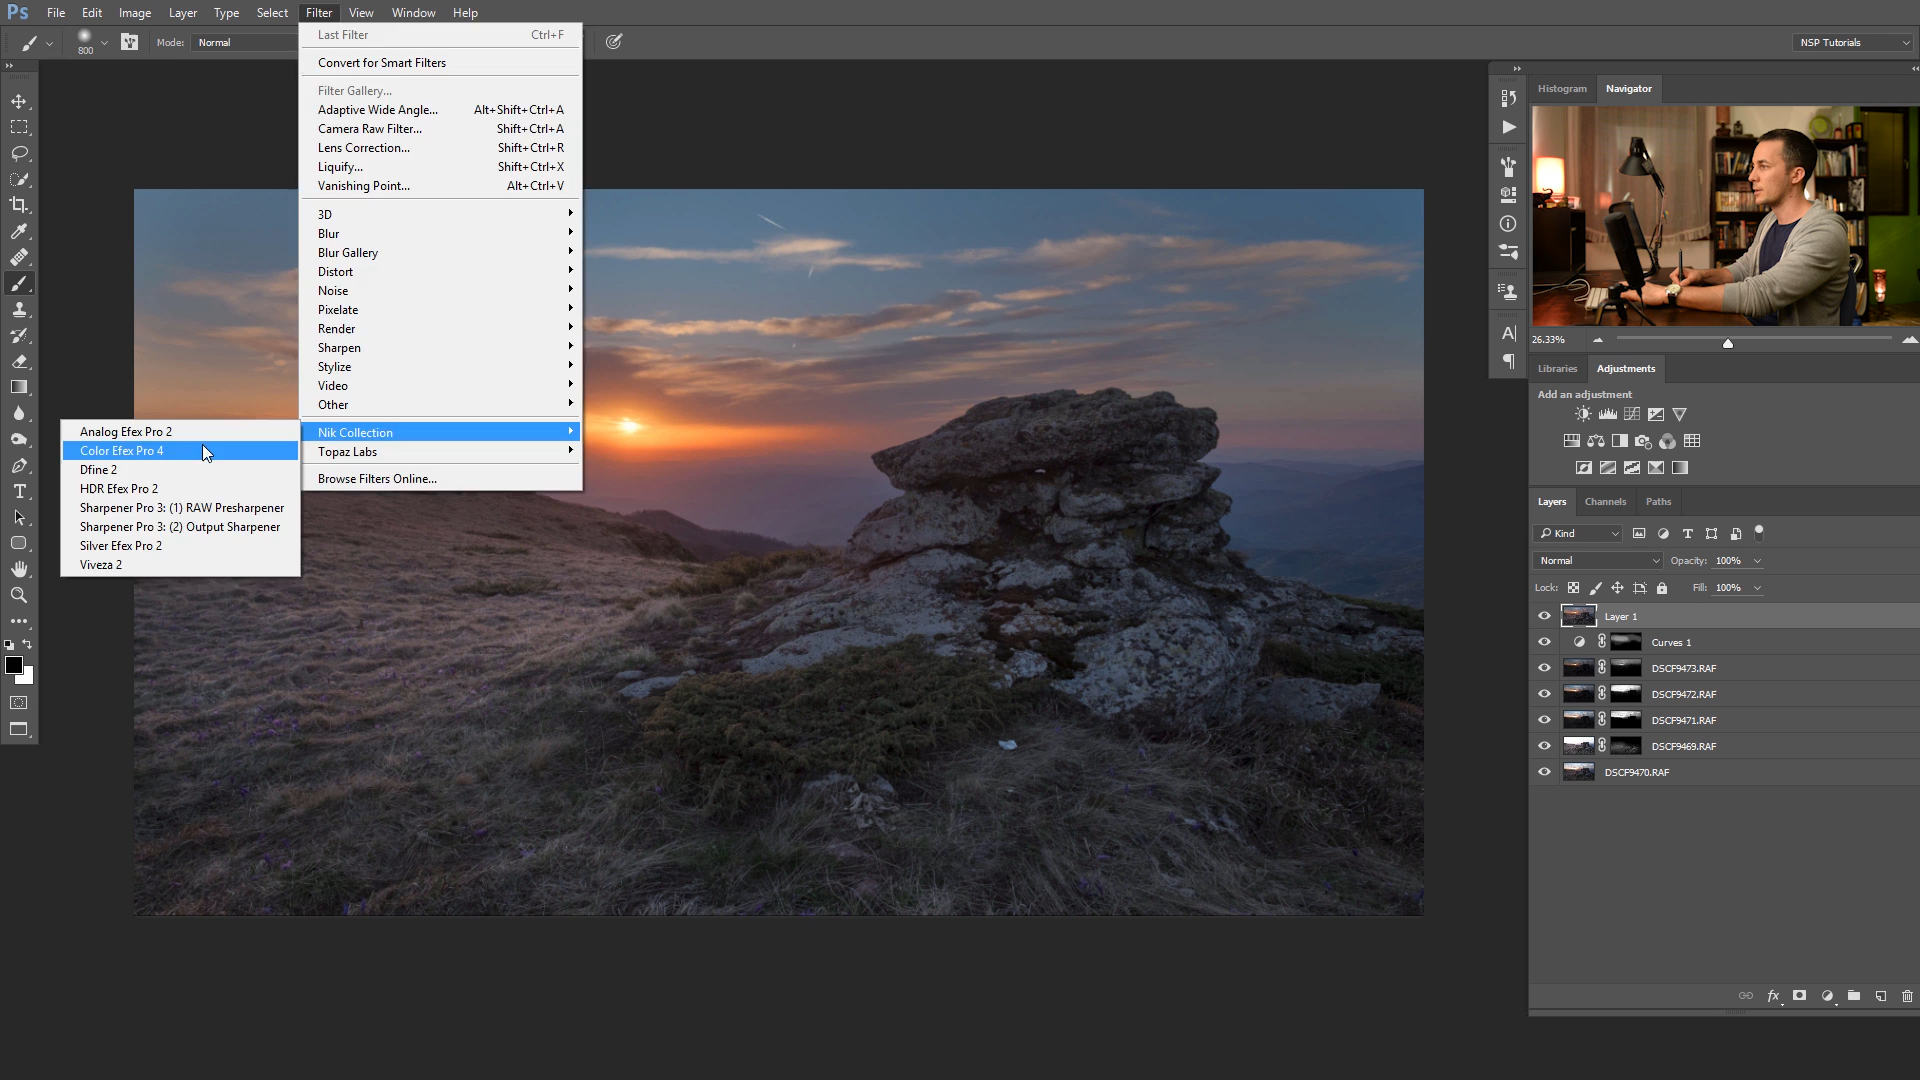 Ps File Edit Image Layer Type Select Filter View Window Help
800 Mode: Normal
NSP Tutorials
Last Filter Ctrl+F
Convert for Smart Filters
Filter Gallery...
Adaptive Wide Angle... Alt+Shift+Ctrl+A
Camera Raw Filter... Shift+Ctrl+A
Lens Correction... Shift+Ctrl+R
Liquify... Shift+Ctrl+X
Vanishing Point... Alt+Ctrl+V
3D
Blur
Blur Gallery
Distort
Noise
Pixelate
Render
Sharpen
Stylize
Video
Other
Nik Collection
Topaz Labs
Browse Filters Online...
Analog Efex Pro 2
Color Efex Pro 4
Dfine 2
HDR Efex Pro 2
Sharpener Pro 3: (1) RAW Presharpener
Sharpener Pro 3: (2) Output Sharpener
Silver Efex Pro 2
Viveza 2
Histogram Navigator
26.33%
Libraries Adjustments
Add an adjustment
Layers Channels Paths
Kind
Normal Opacity: 100%
Lock: Fill: 100%
Layer 1
Curves 1
DSCF9473.RAF
DSCF9472.RAF
DSCF9471.RAF
DSCF9469.RAF
DSCF9470.RAF
fx